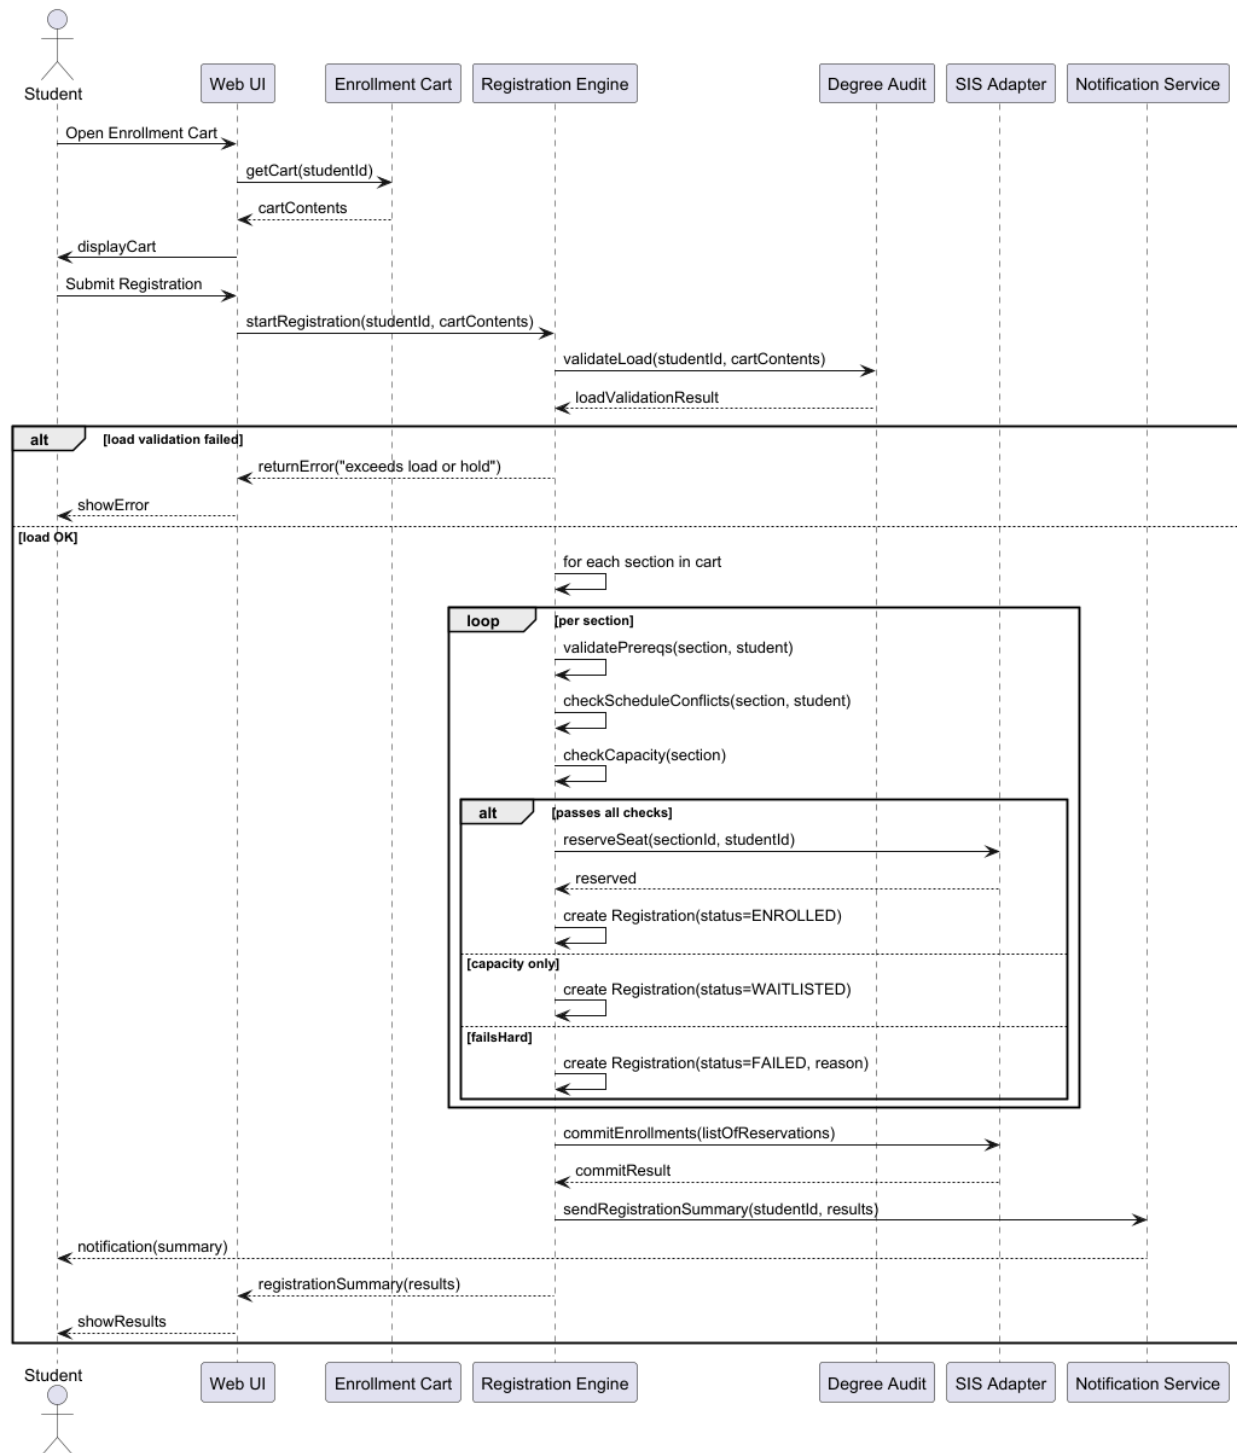 Student
Web UI
Enrollment Cart
Registration Engine
Degree Audit
SIS Adapter
Notification Service
Open Enrollment Cart
getCart(studentId)
cartContents
displayCart
Submit Registration
startRegistration(studentId, cartContents)
validateLoad(studentId, cartContents)
loadValidationResult
alt
[load validation failed]
returnError("exceeds load or hold")
showError
[load OK]
for each section in cart
loop
[per section]
validatePrereqs(section, student)
checkScheduleConflicts(section, student)
checkCapacity(section)
alt
[passes all checks]
reserveSeat(sectionId, studentId)
reserved
create Registration(status=ENROLLED)
[capacity only]
create Registration(status=WAITLISTED)
[failsHard]
create Registration(status=FAILED, reason)
commitEnrollments(listOfReservations)
commitResult
sendRegistrationSummary(studentId, results)
notification(summary)
registrationSummary(results)
showResults
Student
Web UI
Enrollment Cart
Registration Engine
Degree Audit
SIS Adapter
Notification Service